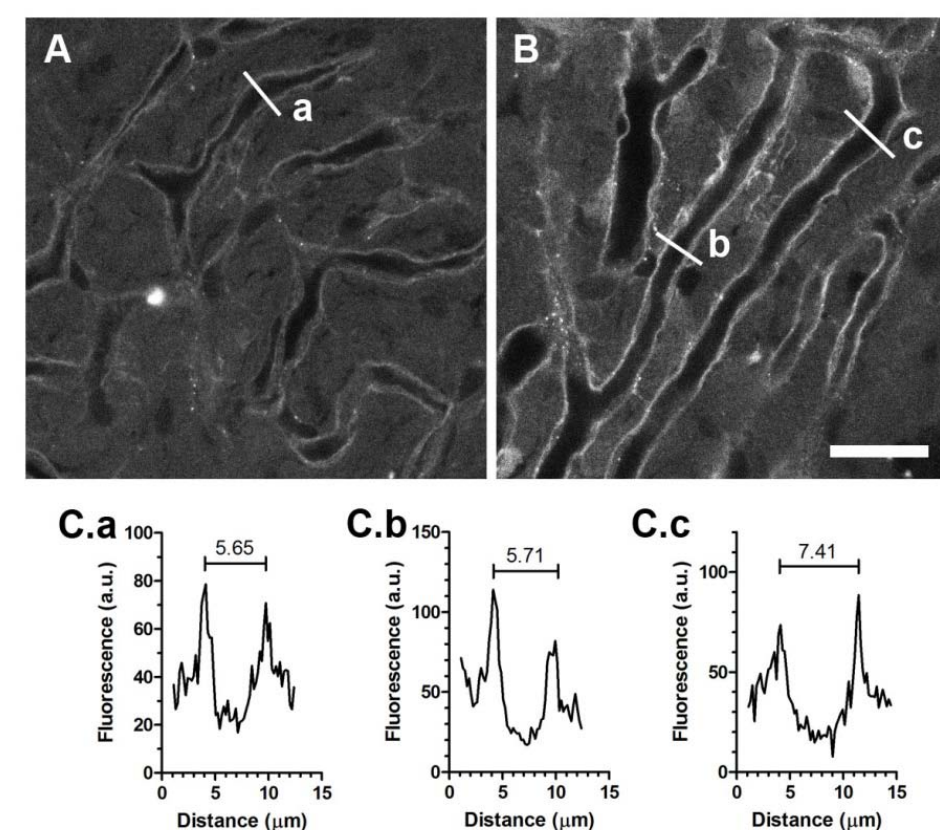 A
a
B
b
c
C.a
100
80
60
40
20
0
0 5 10 15
5.65
Fluorescence (a.u.)
Distance (μm)
C.b
150
100
50
0
0 5 10 15
5.71
Fluorescence (a.u.)
Distance (μm)
C.c
100
50
0
0 5 10 15
7.41
Fluorescence (a.u.)
Distance (μm)